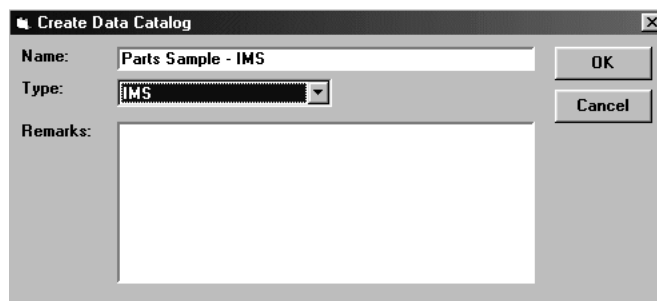 Create Data Catalog
Name: Parts Sample - IMS
OK
Type: IMS
Cancel
Remarks: